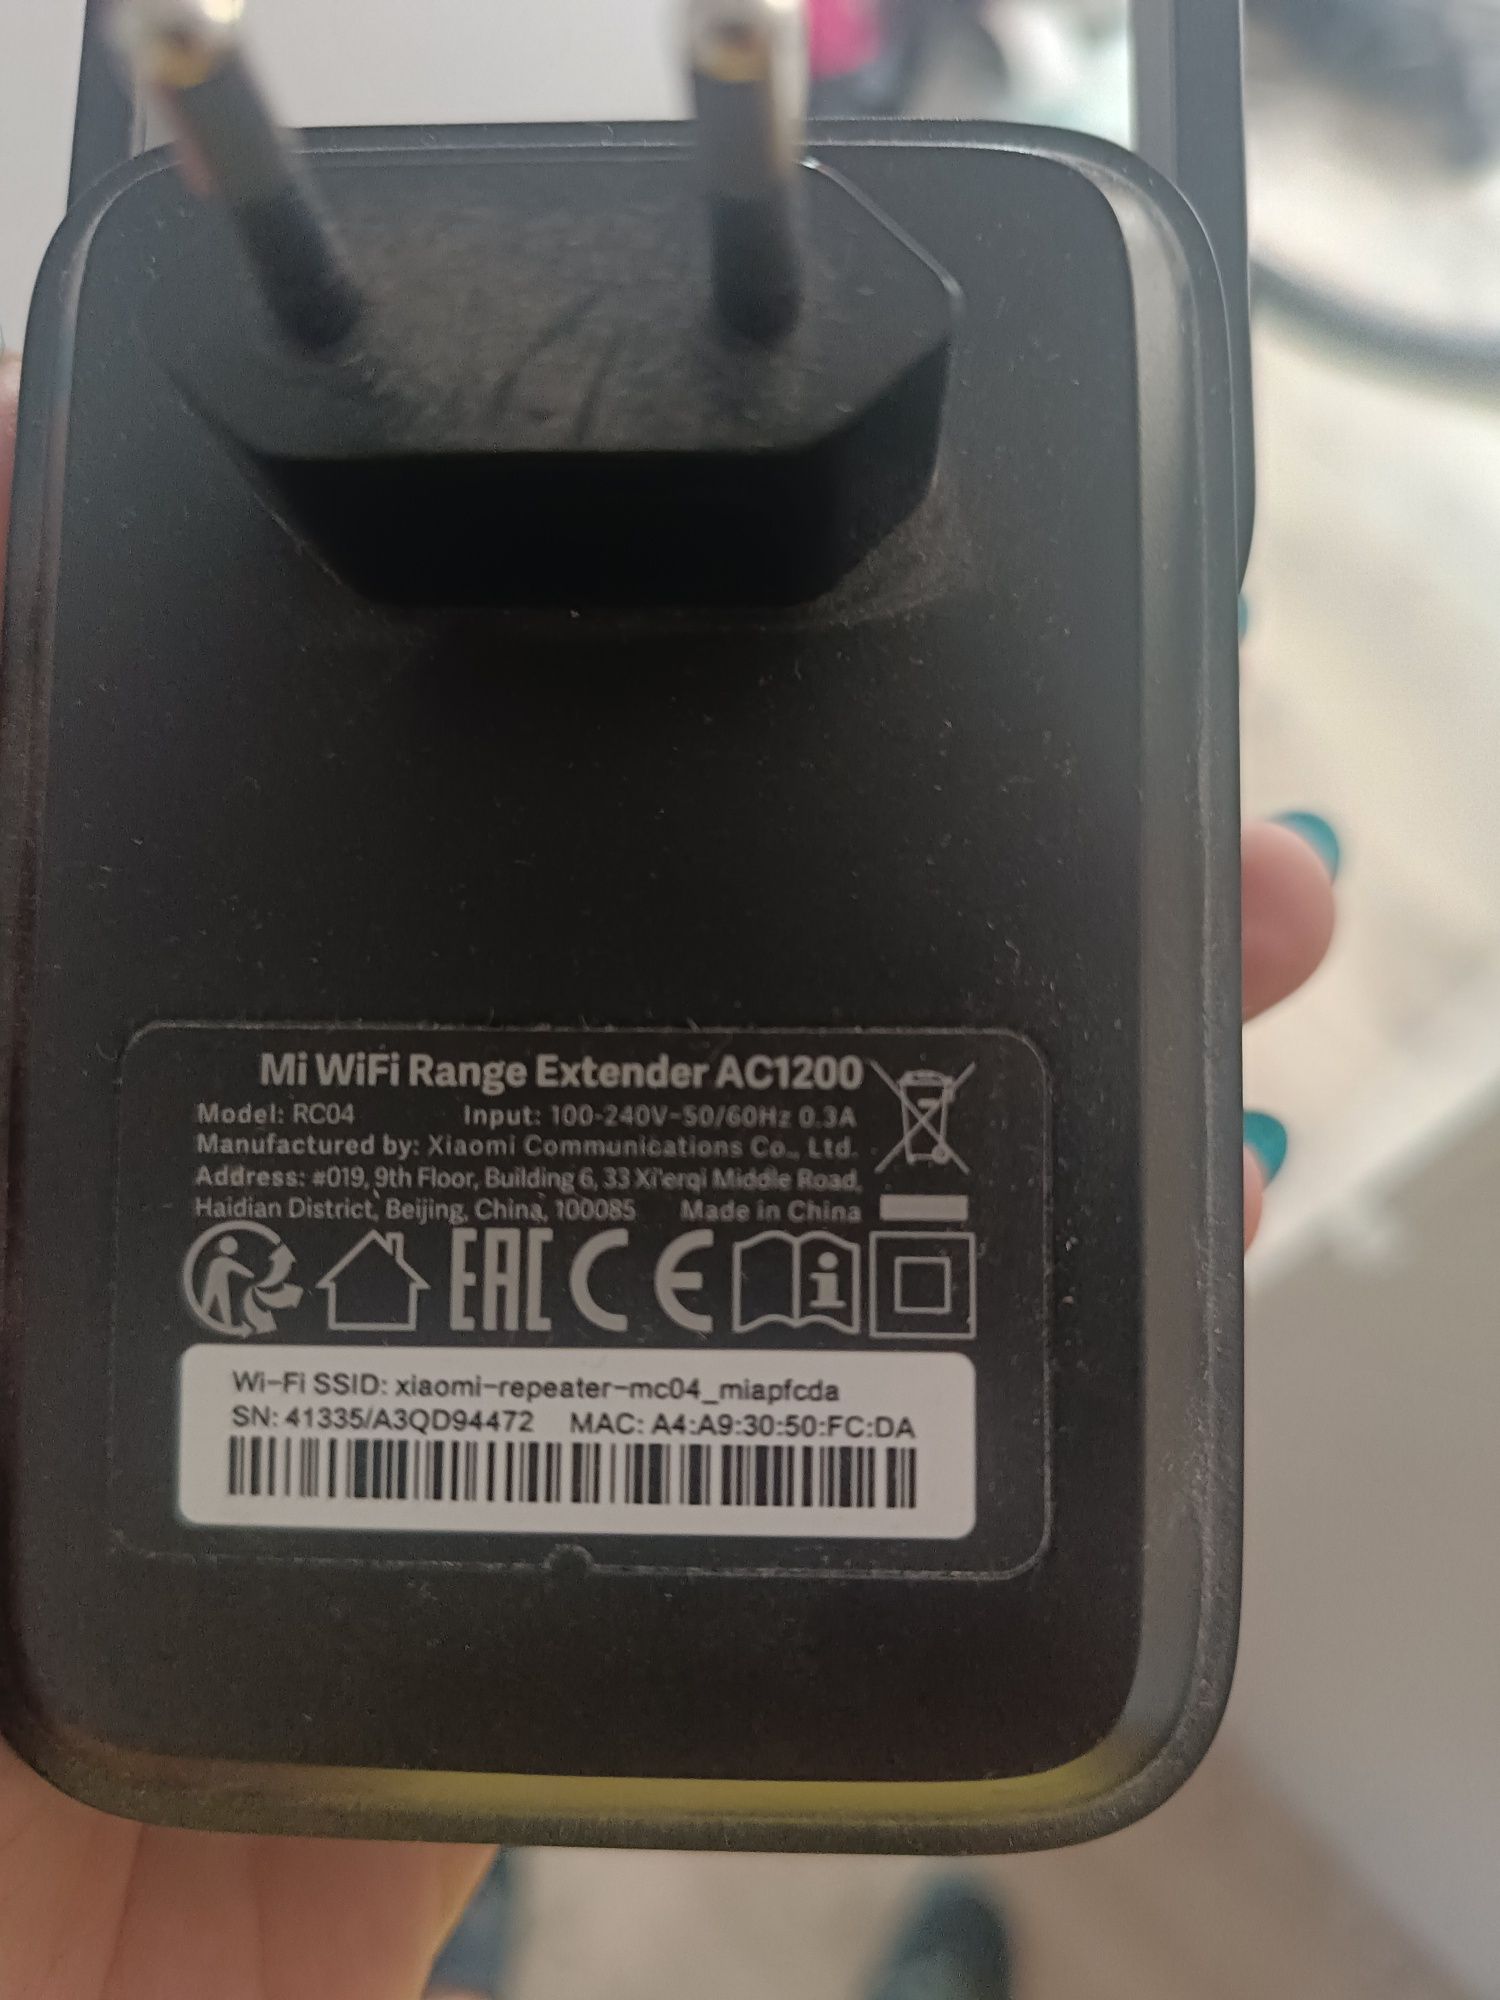 Mi WiFi Range Extender AC1200
Model: RC04 Input: 100-240V~50/60Hz 0.3A
Manufactured by: Xiaomi Communications Co., Ltd.
Address: #019, 9th Floor, Building 6, 33 Xi'erqi Middle Road,
Haidian District, Beijing, China, 100085 Made in China
EAC CE i
Wi-Fi SSID: xiaomi-repeater-mc04_miapfcda
SN: 41335/A3QD94472 MAC: A4:A9:30:50:FC:DA